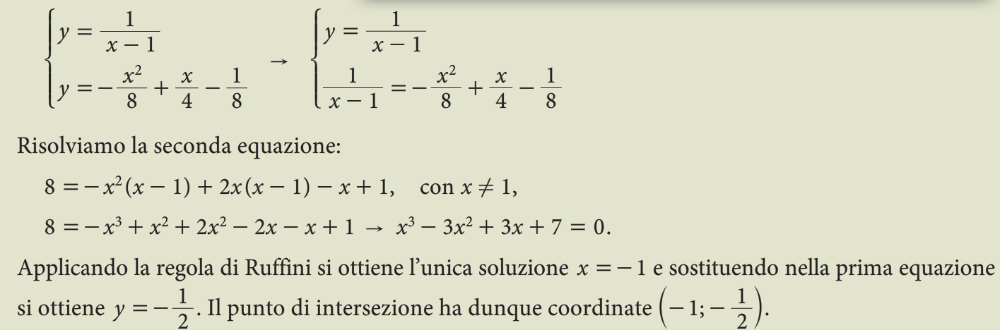 { y = 1/(x − 1) → { y = 1/(x − 1)
{ y = −x²/8 + x/4 − 1/8 { 1/(x − 1) = −x²/8 + x/4 − 1/8
Risolviamo la seconda equazione:
8 = −x²(x − 1) + 2x(x − 1) − x + 1, con x ≠ 1,
8 = −x³ + x² + 2x² − 2x − x + 1 → x³ − 3x² + 3x + 7 = 0.
Applicando la regola di Ruffini si ottiene l’unica soluzione x = −1 e sostituendo nella prima equazione
si ottiene y = −1/2. Il punto di intersezione ha dunque coordinate (−1; −1/2).